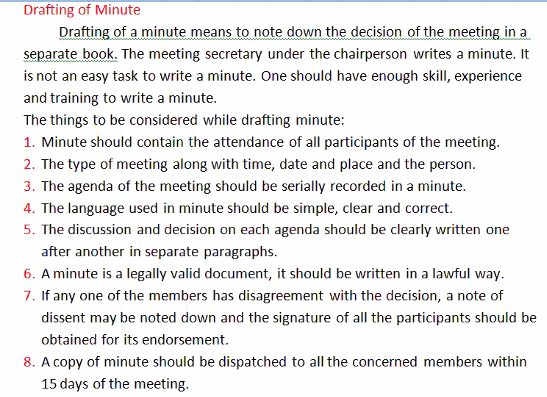 Drafting of Minute
Drafting of a minute means to note down the decision of the meeting in a
separate book. The meeting secretary under the chairperson writes a minute. It
is not an easy task to write a minute. One should have enough skill, experience
and training to write a minute.
The things to be considered while drafting minute:
1. Minute should contain the attendance of all participants of the meeting.
2. The type of meeting along with time, date and place and the person.
3. The agenda of the meeting should be serially recorded in a minute.
4. The language used in minute should be simple, clear and correct.
5. The discussion and decision on each agenda should be clearly written one
after another in separate paragraphs.
6. A minute is a legally valid document, it should be written in a lawful way.
7. If any one of the members has disagreement with the decision, a note of
dissent may be noted down and the signature of all the participants should be
obtained for its endorsement.
8. A copy of minute should be dispatched to all the concerned members within
15 days of the meeting.